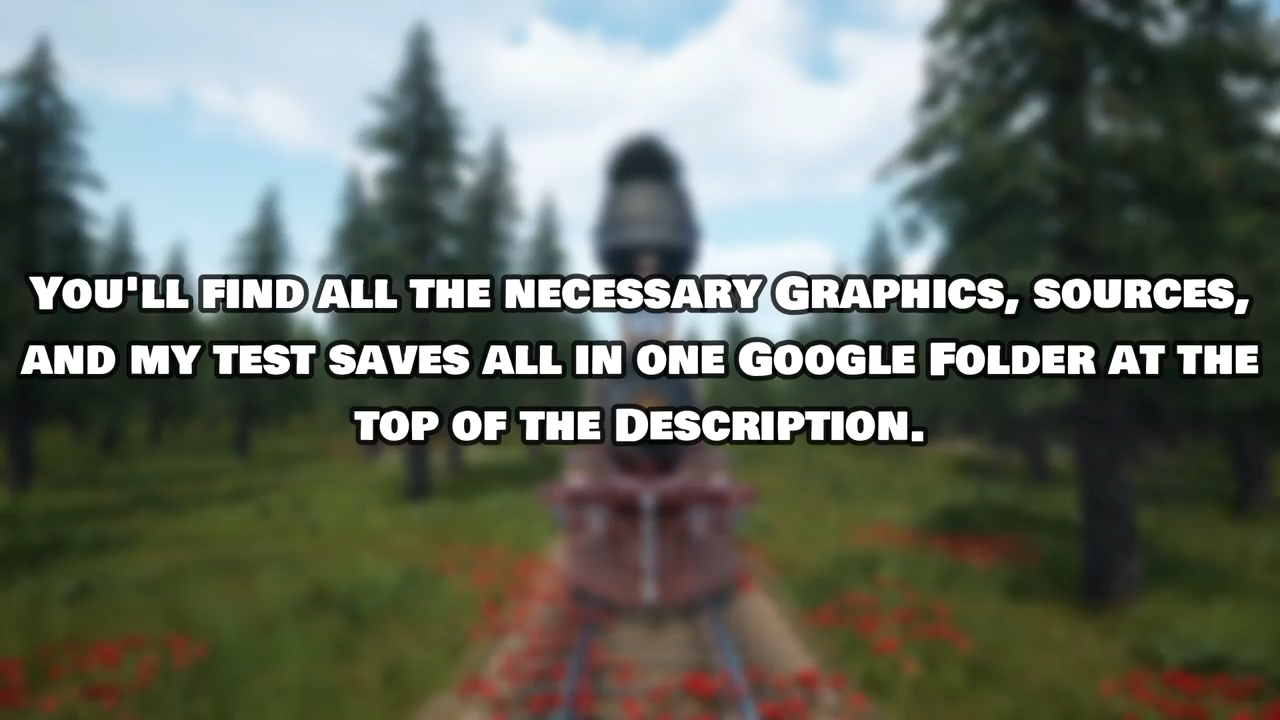 You'll find all the necessary Graphics, sources,
and my test saves all in one Google Folder at the
top of the Description.